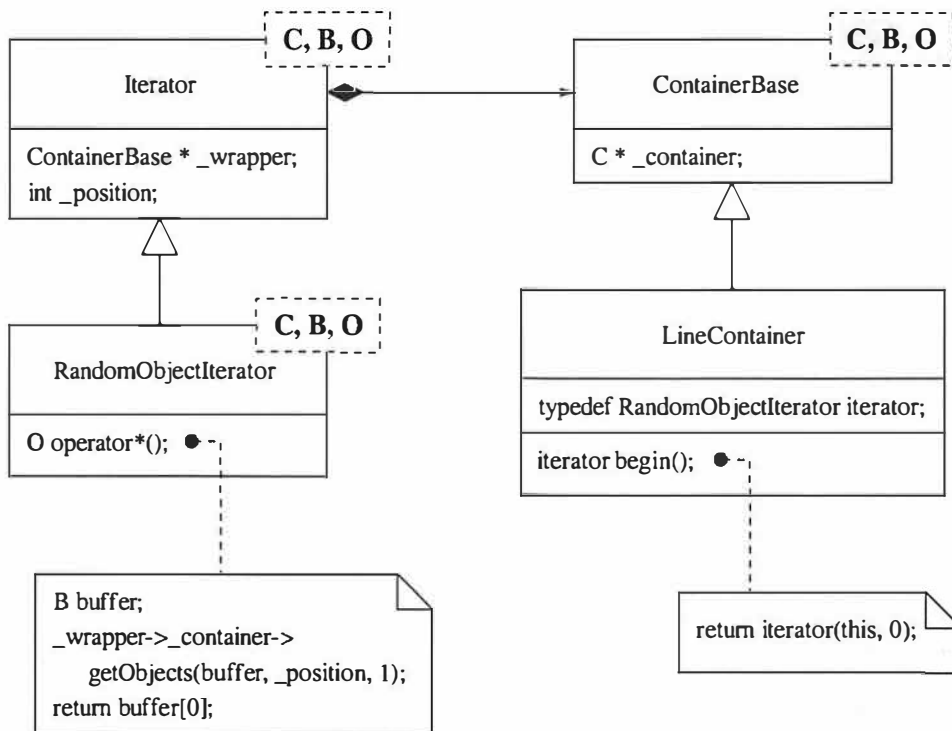 C, B, O
Iterator
ContainerBase * _wrapper;
int _position;
C, B, O
ContainerBase
C * _container;
C, B, O
RandomObjectIterator
O operator*();
LineContainer
typedef RandomObjectIterator iterator;
iterator begin();
B buffer;
_wrapper->_container->
getObjects(buffer, _position, 1);
return buffer[0];
return iterator(this, 0);